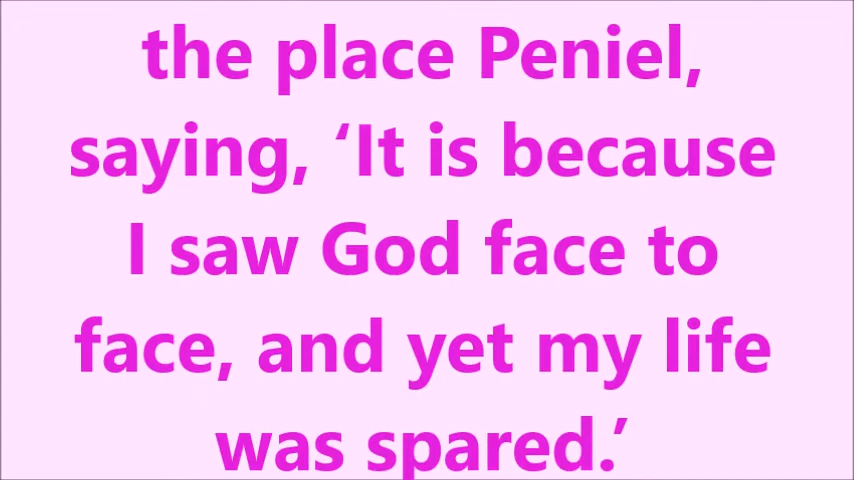 the place Peniel,
saying, ‘It is because
I saw God face to
face, and yet my life
was spared.’